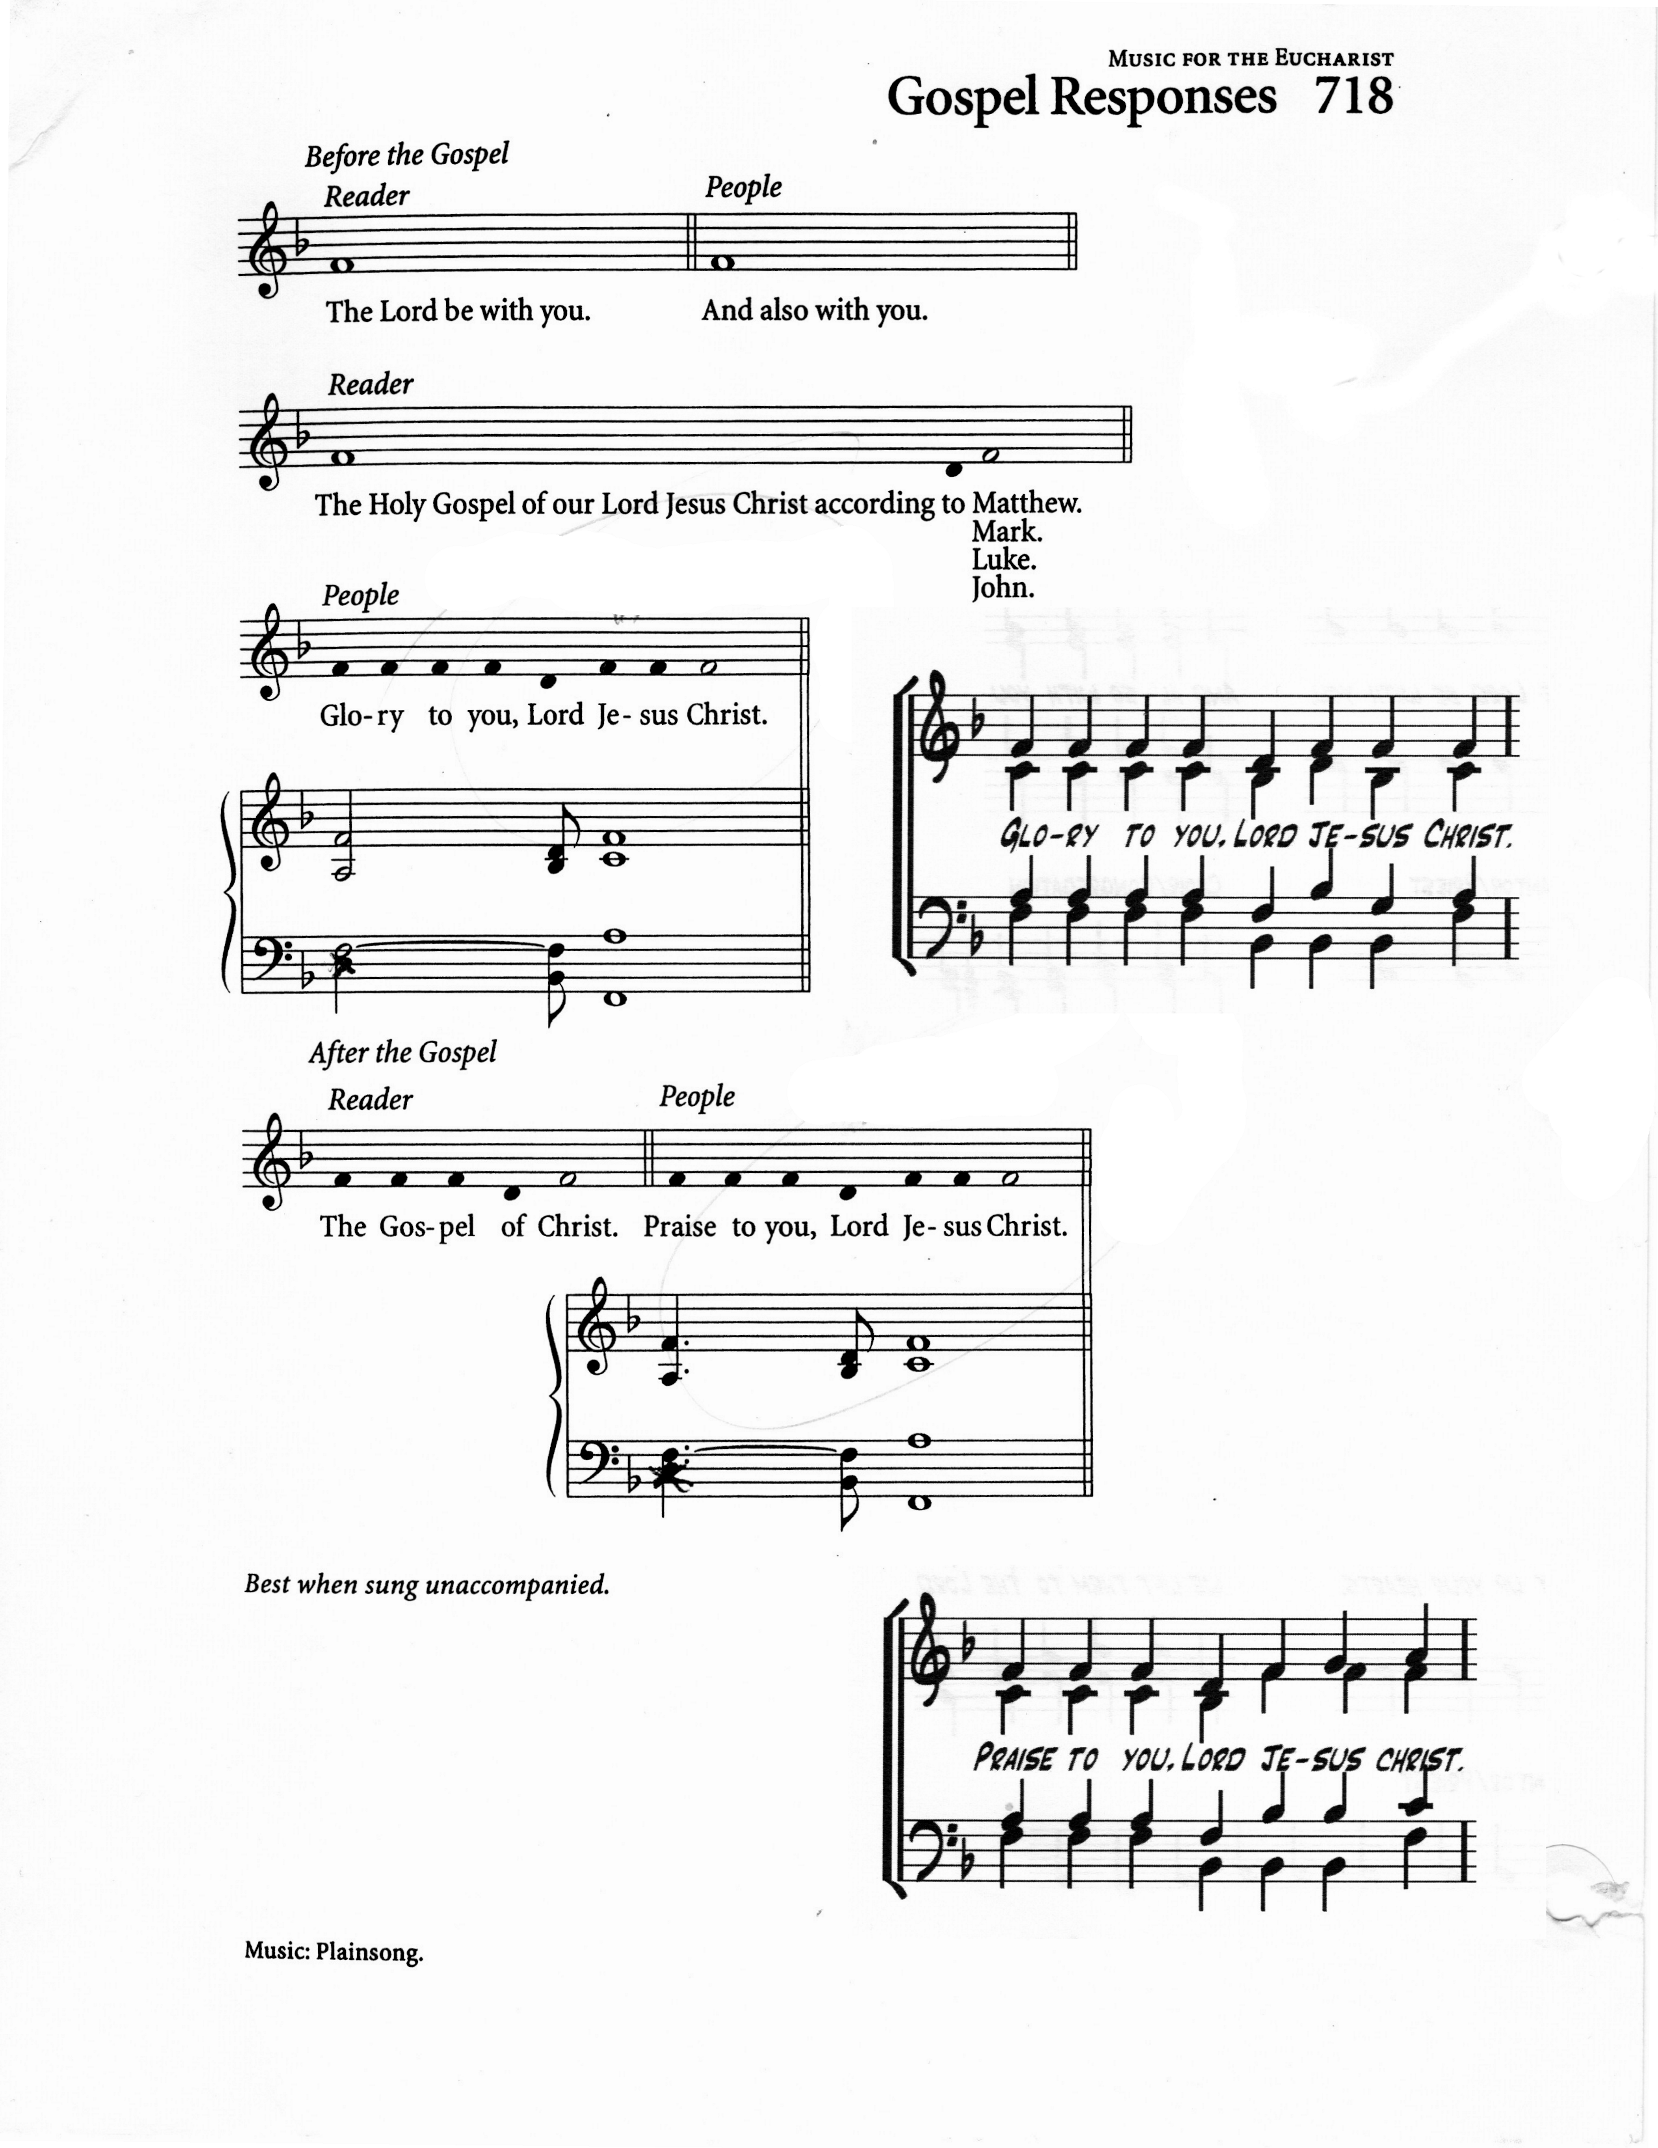 MUSIC FOR THE EUCHARIST
Gospel Responses 718
Before the Gospel
Reader
People
The Lord be with you.
And also with you.
Reader
The Holy Gospel of our Lord Jesus Christ according to Matthew.
Mark.
Luke.
John.
People
Glo-ry to you, Lord Je-sus Christ.
GLO-RY TO YOU, LORD JE-SUS CHRIST.
After the Gospel
Reader
People
The Gos-pel of Christ. Praise to you, Lord Je-sus Christ.
Best when sung unaccompanied.
PRAISE TO YOU, LORD JE-SUS CHRIST.
Music: Plainsong.